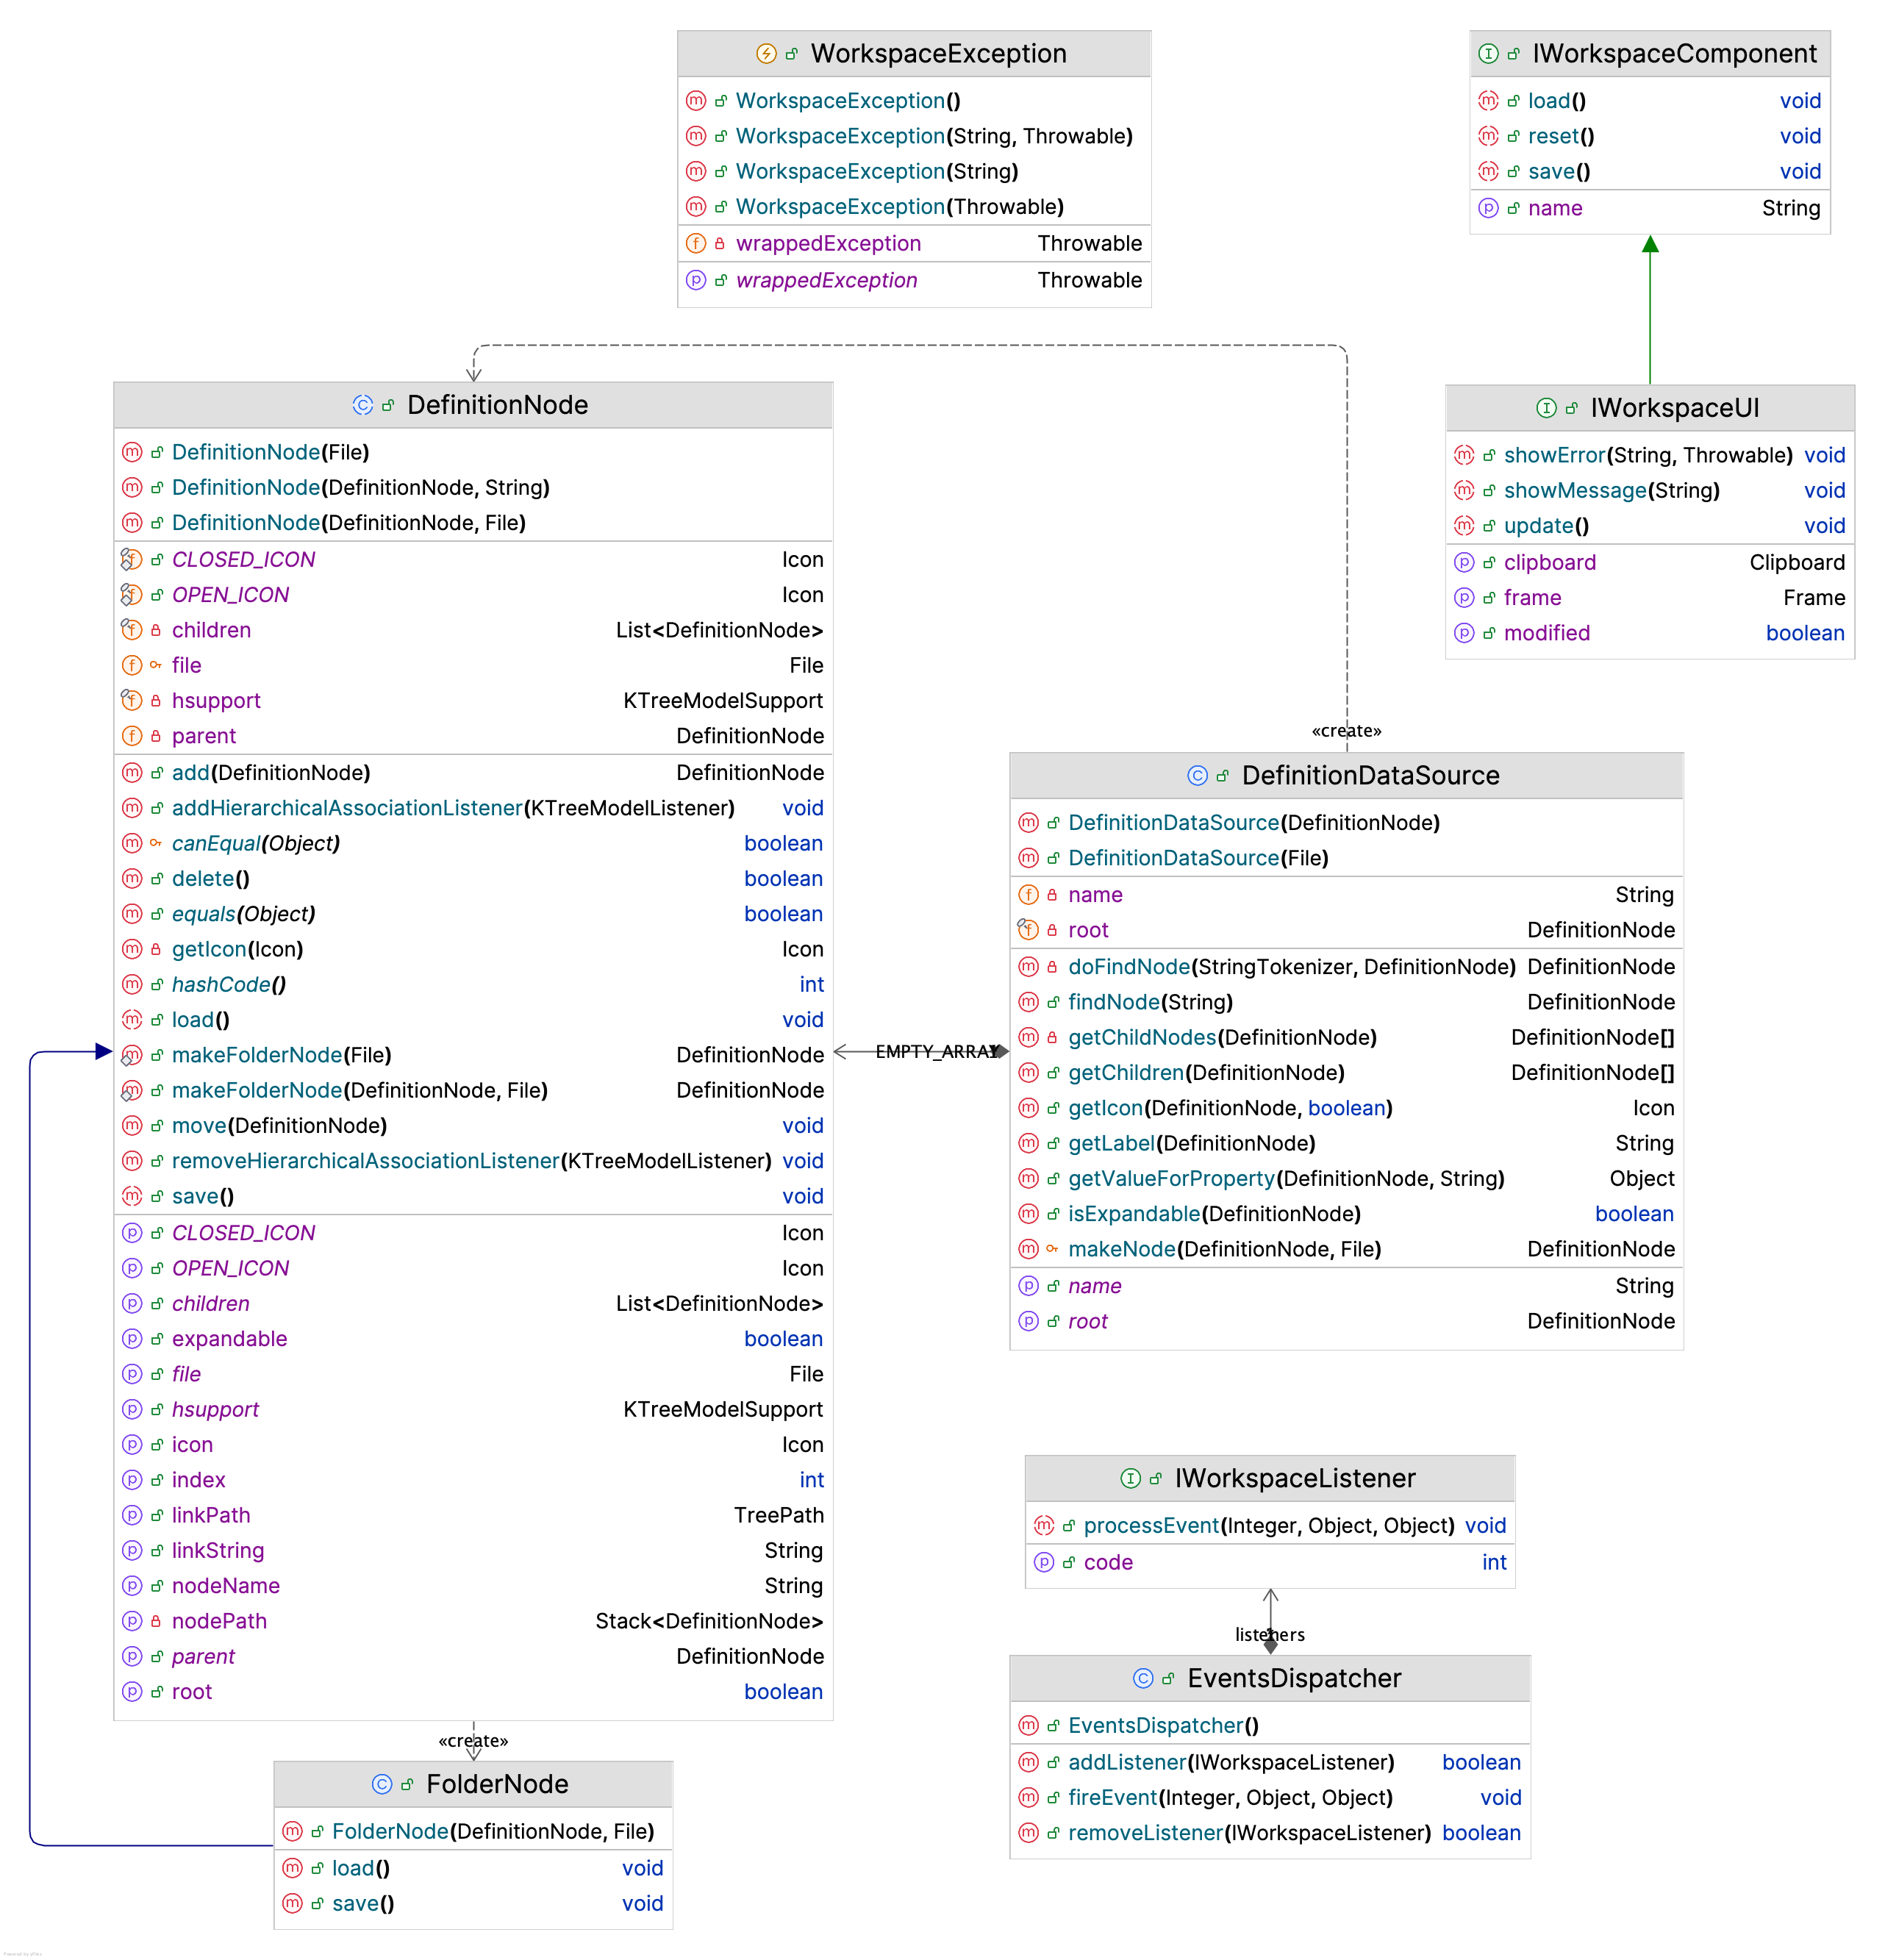 WorkspaceException
WorkspaceException()
WorkspaceException(String, Throwable)
WorkspaceException(String)
WorkspaceException(Throwable)
wrappedException Throwable
wrappedException Throwable
IWorkspaceComponent
load() void
reset() void
save() void
name String
DefinitionNode
DefinitionNode(File)
DefinitionNode(DefinitionNode, String)
DefinitionNode(DefinitionNode, File)
CLOSED_ICON Icon
OPEN_ICON Icon
children List<DefinitionNode>
file File
hsupport KTreeModelSupport
parent DefinitionNode
add(DefinitionNode) DefinitionNode
addHierarchicalAssociationListener(KTreeModelListener) void
canEqual(Object) boolean
delete() boolean
equals(Object) boolean
getIcon(Icon) Icon
hashCode() int
load() void
makeFolderNode(File) DefinitionNode
makeFolderNode(DefinitionNode, File) DefinitionNode
move(DefinitionNode) void
removeHierarchicalAssociationListener(KTreeModelListener) void
save() void
CLOSED_ICON Icon
OPEN_ICON Icon
children List<DefinitionNode>
expandable boolean
file File
hsupport KTreeModelSupport
icon Icon
index int
linkPath TreePath
linkString String
nodeName String
nodePath Stack<DefinitionNode>
parent DefinitionNode
root boolean
IWorkspaceUI
showError(String, Throwable) void
showMessage(String) void
update() void
clipboard Clipboard
frame Frame
modified boolean
«create»
DefinitionDataSource
DefinitionDataSource(DefinitionNode)
DefinitionDataSource(File)
name String
root DefinitionNode
doFindNode(StringTokenizer, DefinitionNode) DefinitionNode
findNode(String) DefinitionNode
getChildNodes(DefinitionNode) DefinitionNode[]
getChildren(DefinitionNode) DefinitionNode[]
getIcon(DefinitionNode, boolean) Icon
getLabel(DefinitionNode) String
getValueForProperty(DefinitionNode, String) Object
isExpandable(DefinitionNode) boolean
makeNode(DefinitionNode, File) DefinitionNode
name String
root DefinitionNode
EMPTY_ARRAY
IWorkspaceListener
processEvent(Integer, Object, Object) void
code int
listeners
EventsDispatcher
EventsDispatcher()
addListener(IWorkspaceListener) boolean
fireEvent(Integer, Object, Object) void
removeListener(IWorkspaceListener) boolean
«create»
FolderNode
FolderNode(DefinitionNode, File)
load() void
save() void
Powered by yFiles